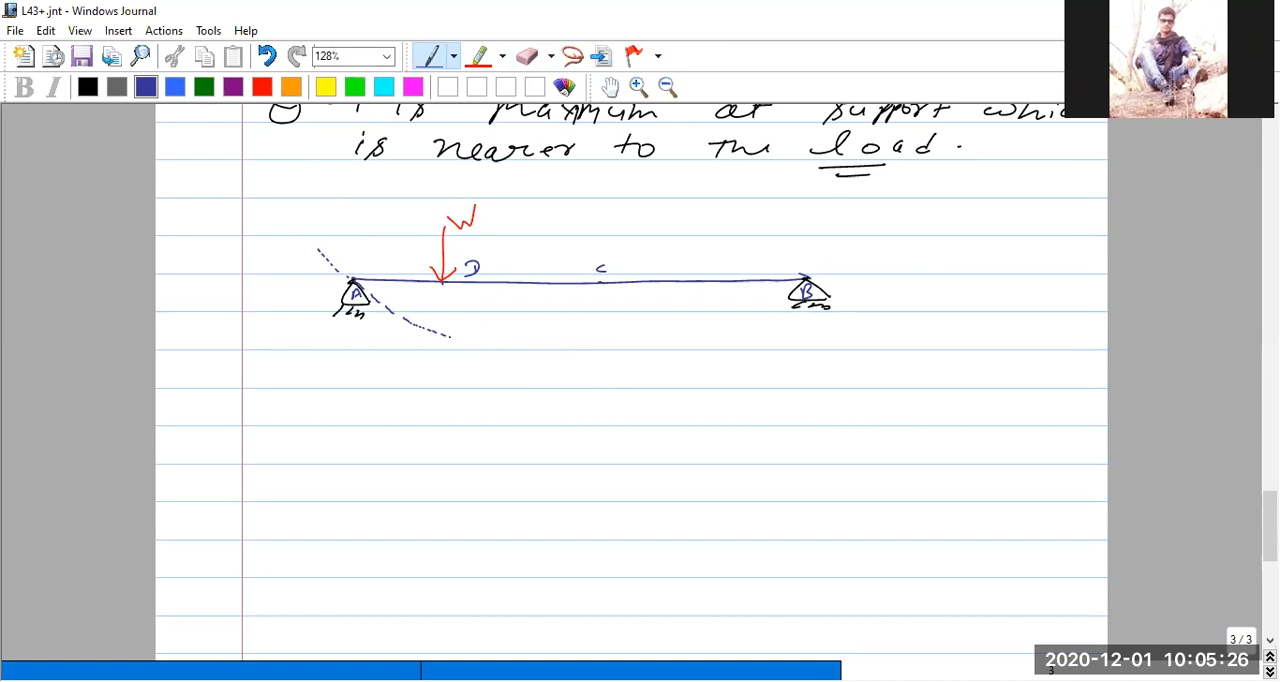 L43+.jnt - Windows Journal
File Edit View Insert Actions Tools Help
128%
B I
is maximum at support
is nearer to the load.
W
D C
A B
3 / 3
2020-12-01 10:05:26
3